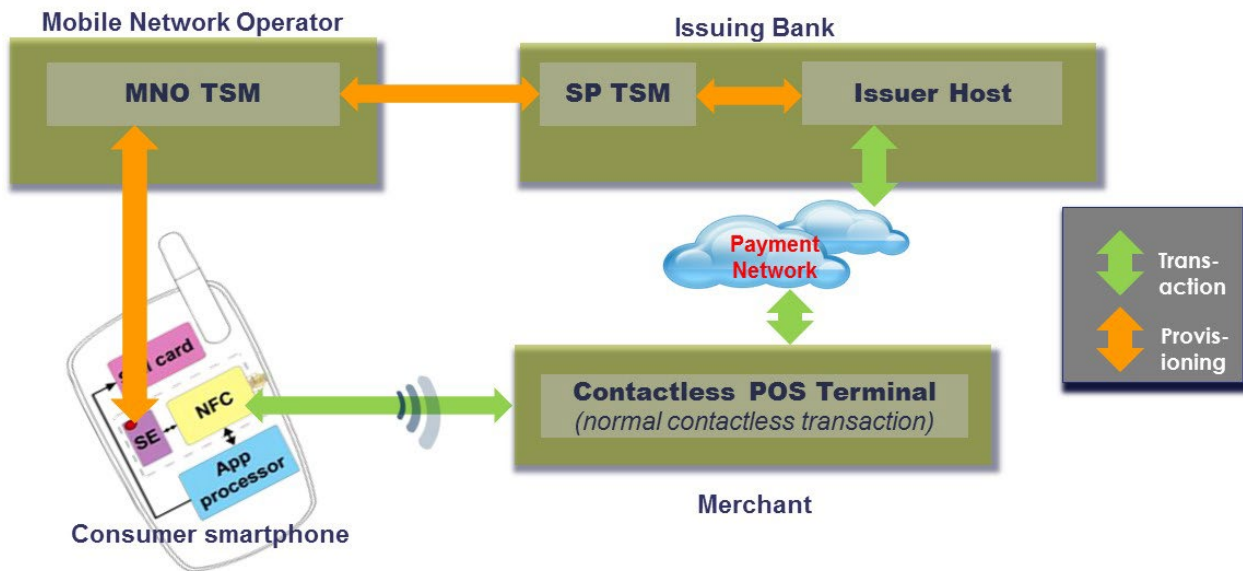 Mobile Network Operator
Issuing Bank
MNO TSM
SP TSM
Issuer Host
Payment
Network
Trans-
action
Provis-
ioning
card
NFC
SE
App
processor
Contactless POS Terminal
(normal contactless transaction)
Merchant
Consumer smartphone